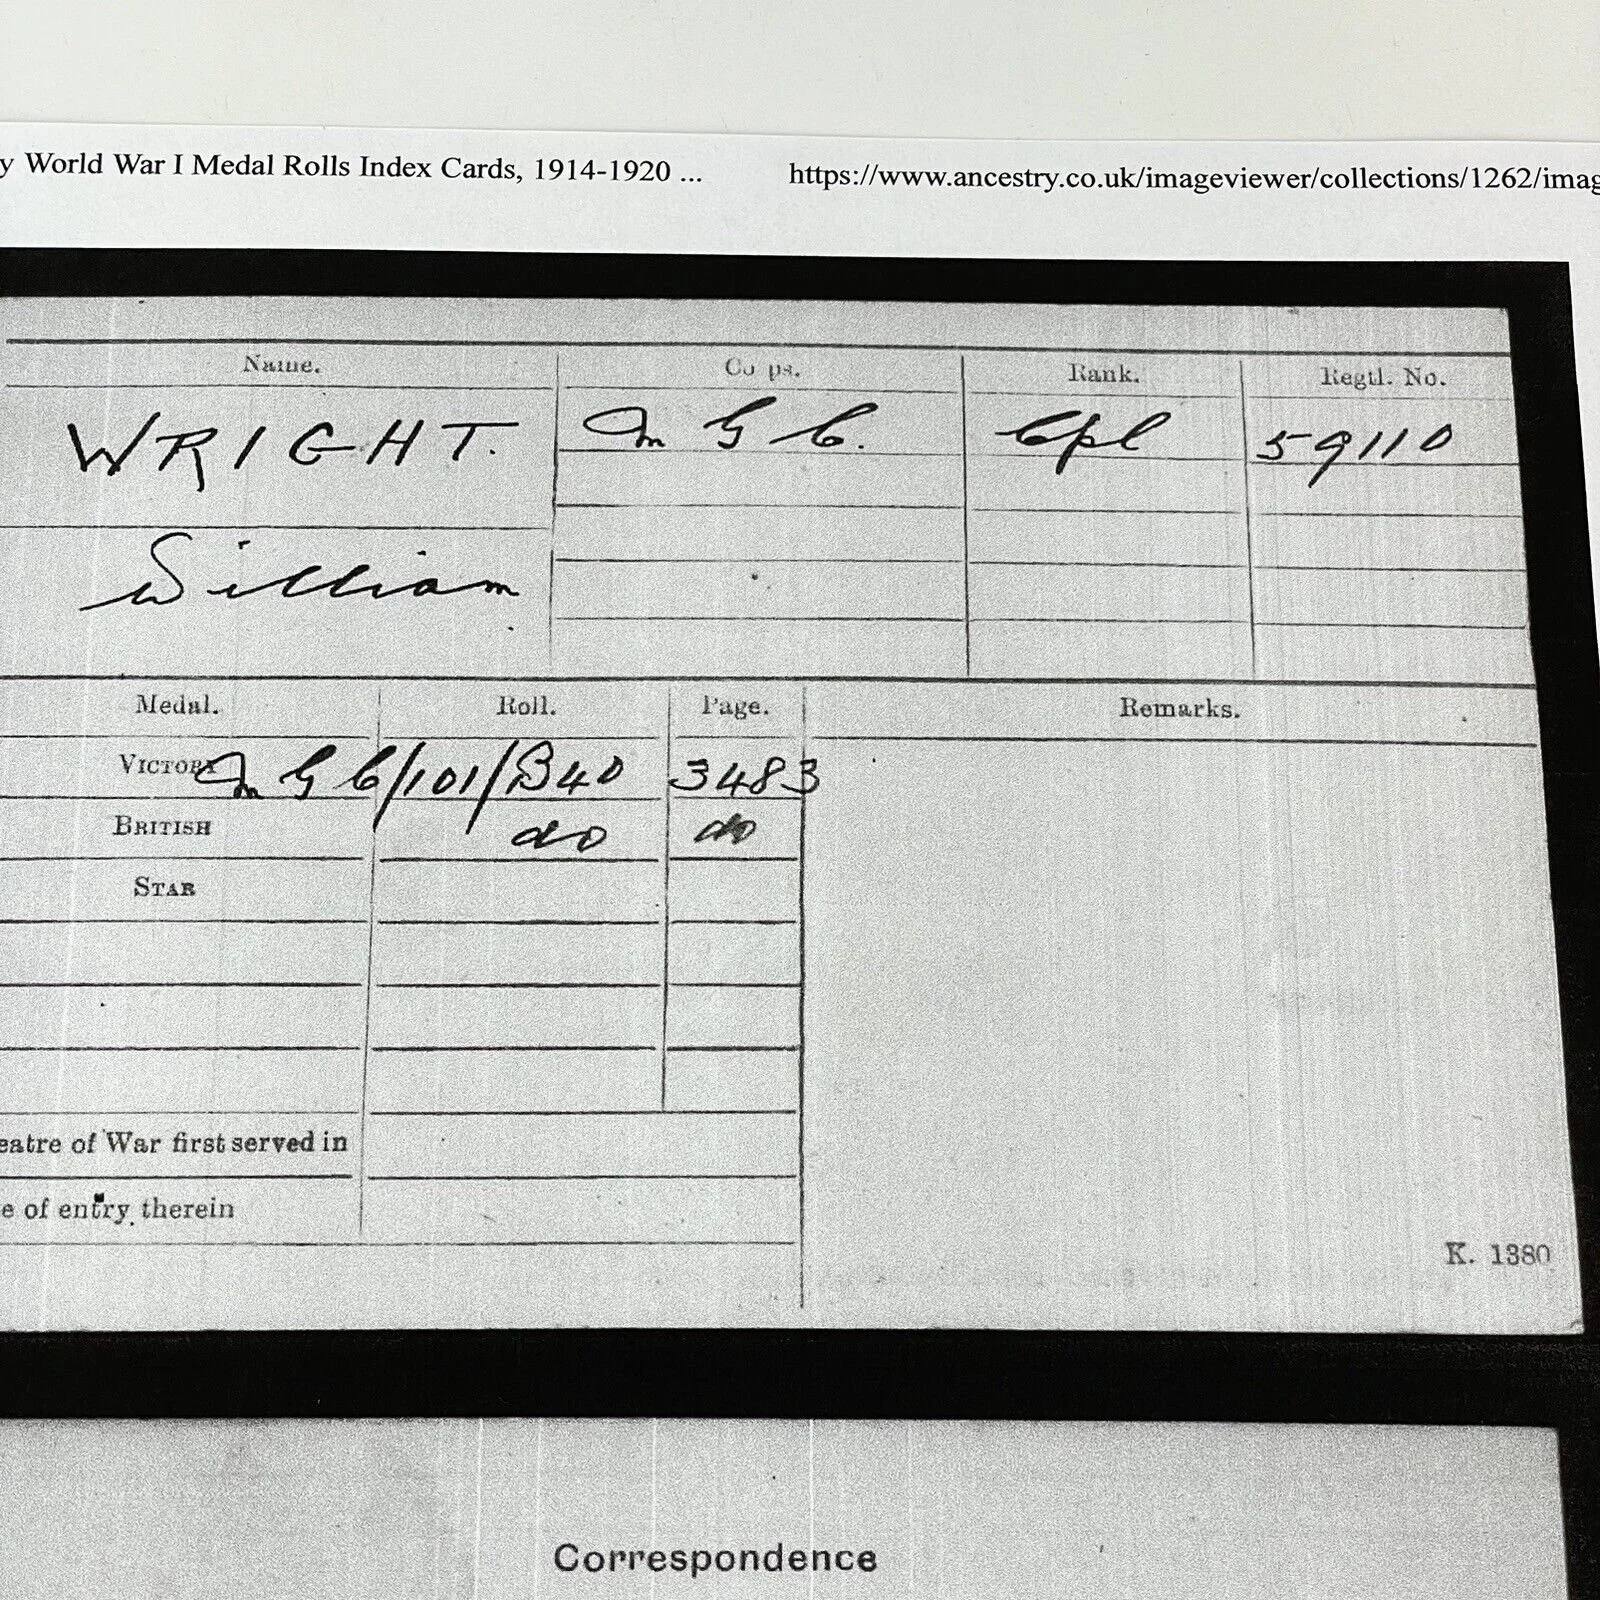 y World War I Medal Rolls Index Cards, 1914-1920 ... https://www.ancestry.co.uk/imageviewer/collections/1262/imag
Name. Co ps. Rank. Regtl. No.
WRIGHT. M G C. Cpl 59110
William
Medal. Roll. Page. Remarks.
VICTORY M G C/101/B40 3483
BRITISH do do
STAR
eatre of War first served in
e of entry therein
K. 1380
Correspondence